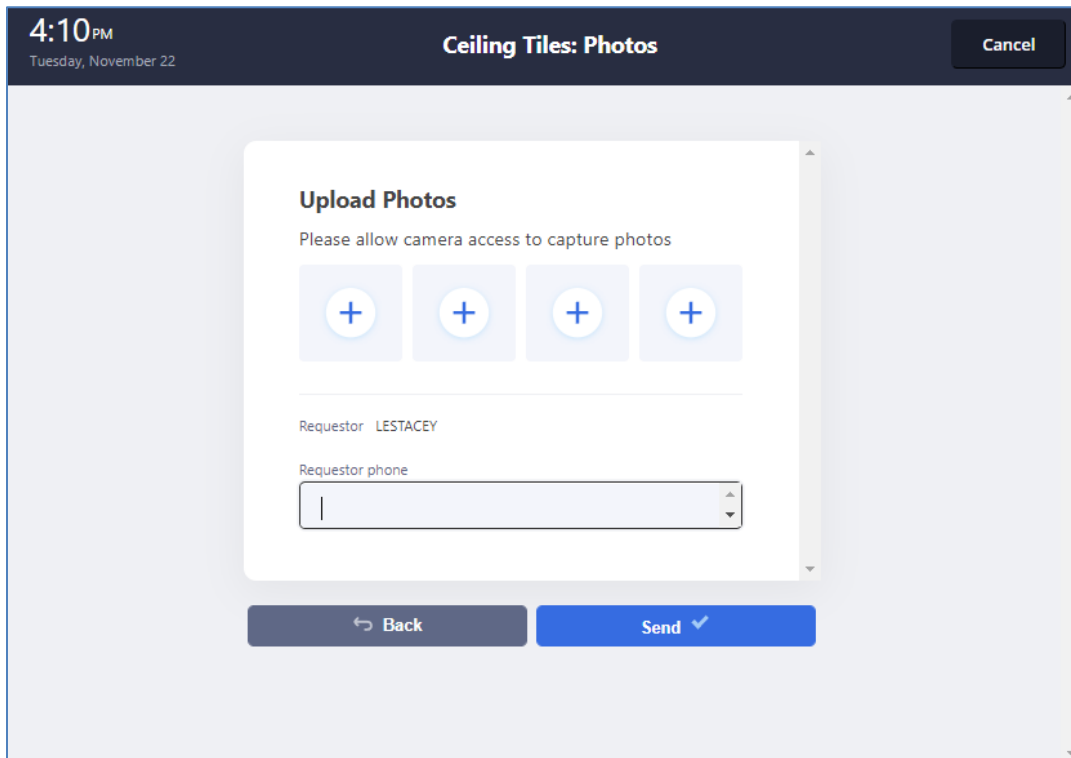 4:10PM
Tuesday, November 22
Ceiling Tiles: Photos
Cancel
Upload Photos
Please allow camera access to capture photos
Requestor LESTACEY
Requestor phone
Back
Send